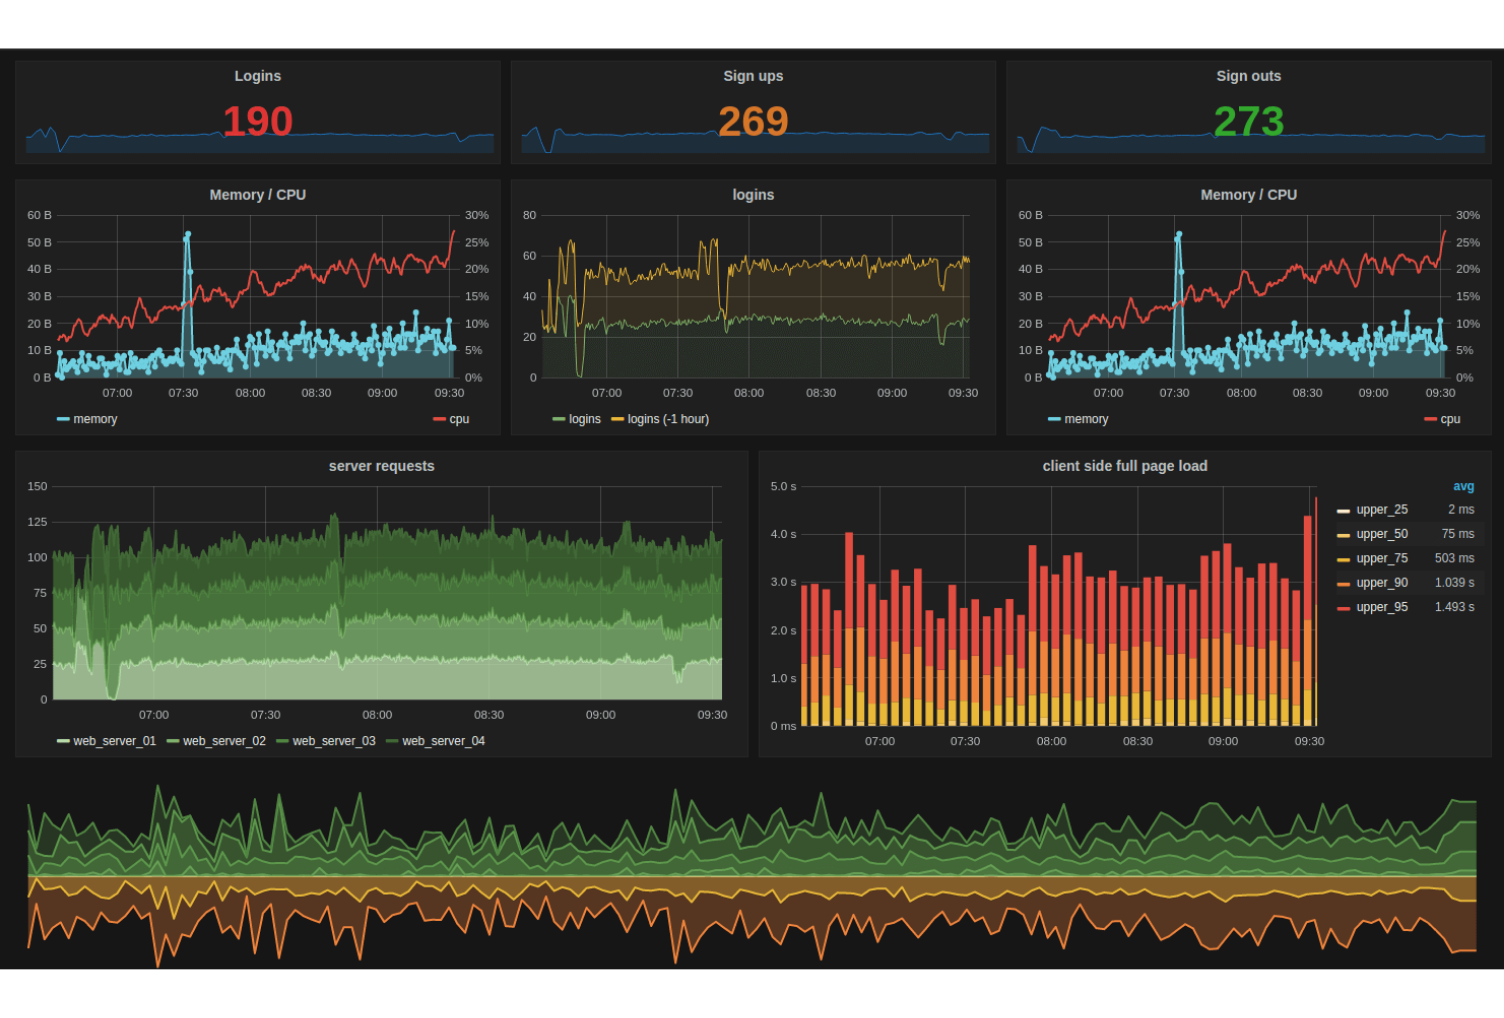 Logins
Sign ups
Sign outs
190
269
273
Memory / CPU
60 B
50 B
40 B
30 B
20 B
10 B
0 B
30%
25%
20%
15%
10%
5%
0%
07:00 07:30 08:00 08:30 09:00 09:30
memory cpu
logins
80
60
40
20
0
07:00 07:30 08:00 08:30 09:00 09:30
logins logins (-1 hour)
Memory / CPU
60 B
50 B
40 B
30 B
20 B
10 B
0 B
30%
25%
20%
15%
10%
5%
0%
07:00 07:30 08:00 08:30 09:00 09:30
memory cpu
server requests
150
125
100
75
50
25
0
07:00 07:30 08:00 08:30 09:00 09:30
web_server_01 web_server_02 web_server_03 web_server_04
client side full page load
5.0 s
4.0 s
3.0 s
2.0 s
1.0 s
0 ms
07:00 07:30 08:00 08:30 09:00 09:30
avg
upper_25 2 ms
upper_50 75 ms
upper_75 503 ms
upper_90 1.039 s
upper_95 1.493 s